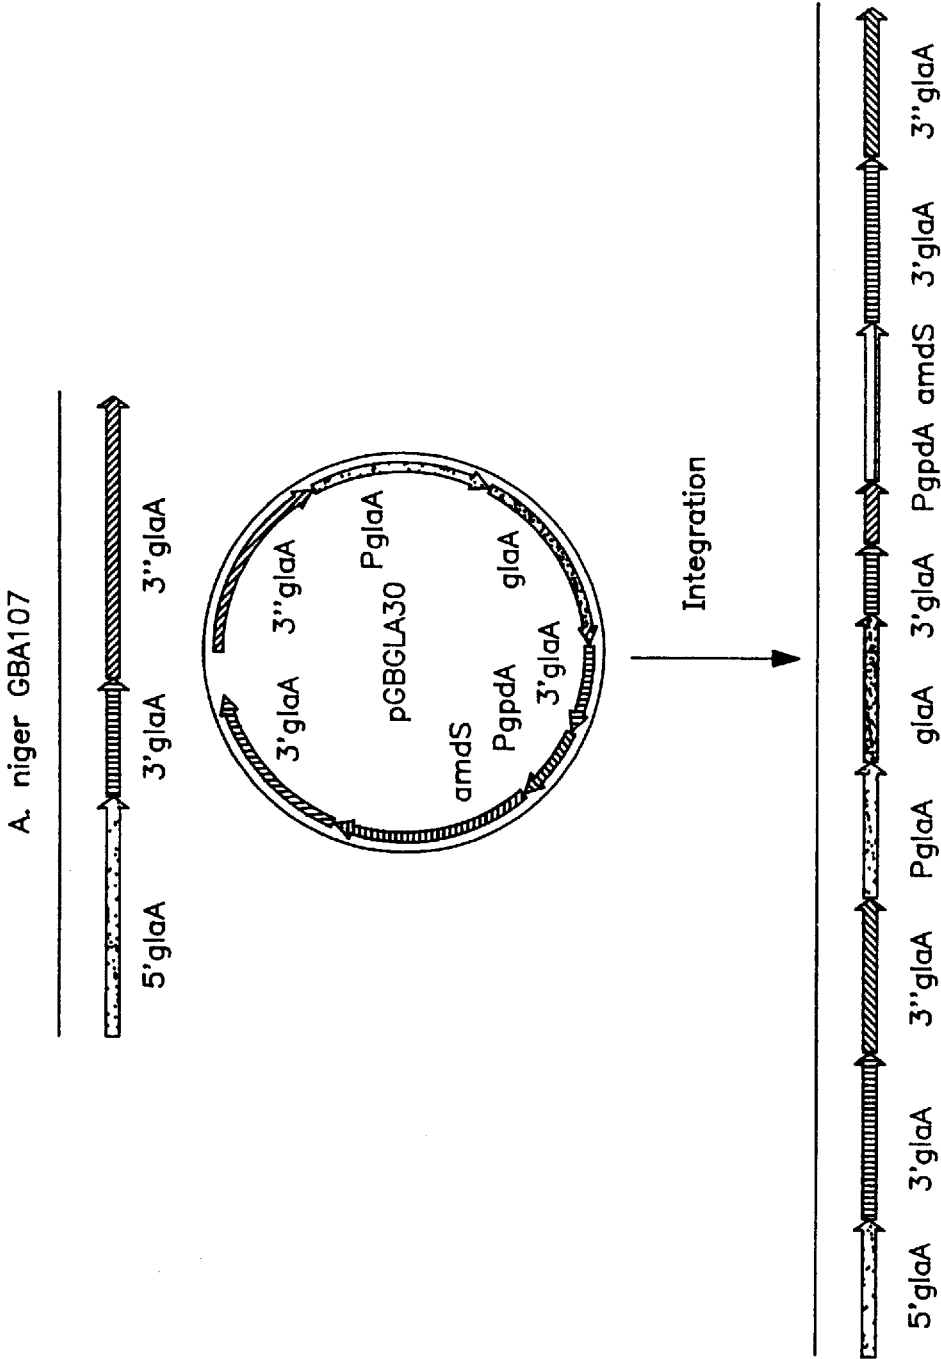 A. niger GBA107
5'glaA 3'glaA 3''glaA
3'glaA 3''glaA
PglaA
pGBGLA30
amdS
PgpdA
glaA
3'glaA
Integration
5'glaA 3'glaA 3''glaA PglaA glaA 3'glaA PgpdA amdS 3'glaA 3''glaA